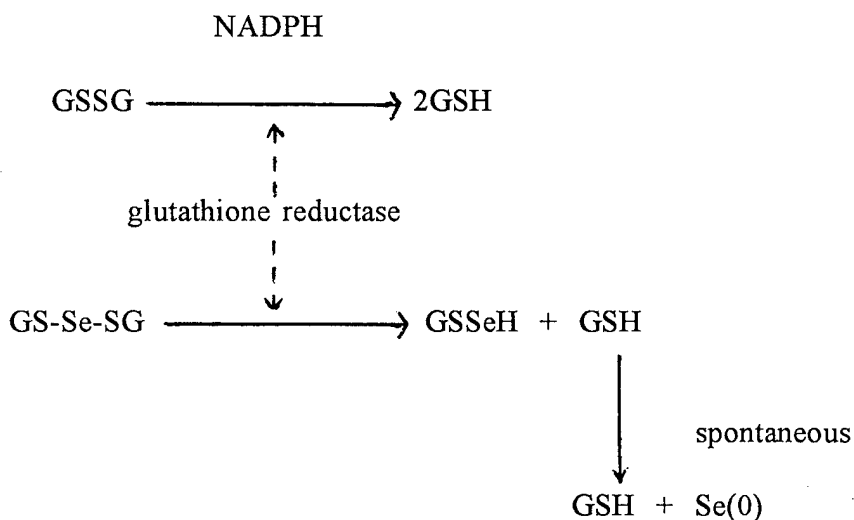 NADPH
GSSG 2GSH
glutathione reductase
GS-Se-SG GSSeH + GSH
spontaneous
GSH + Se(0)